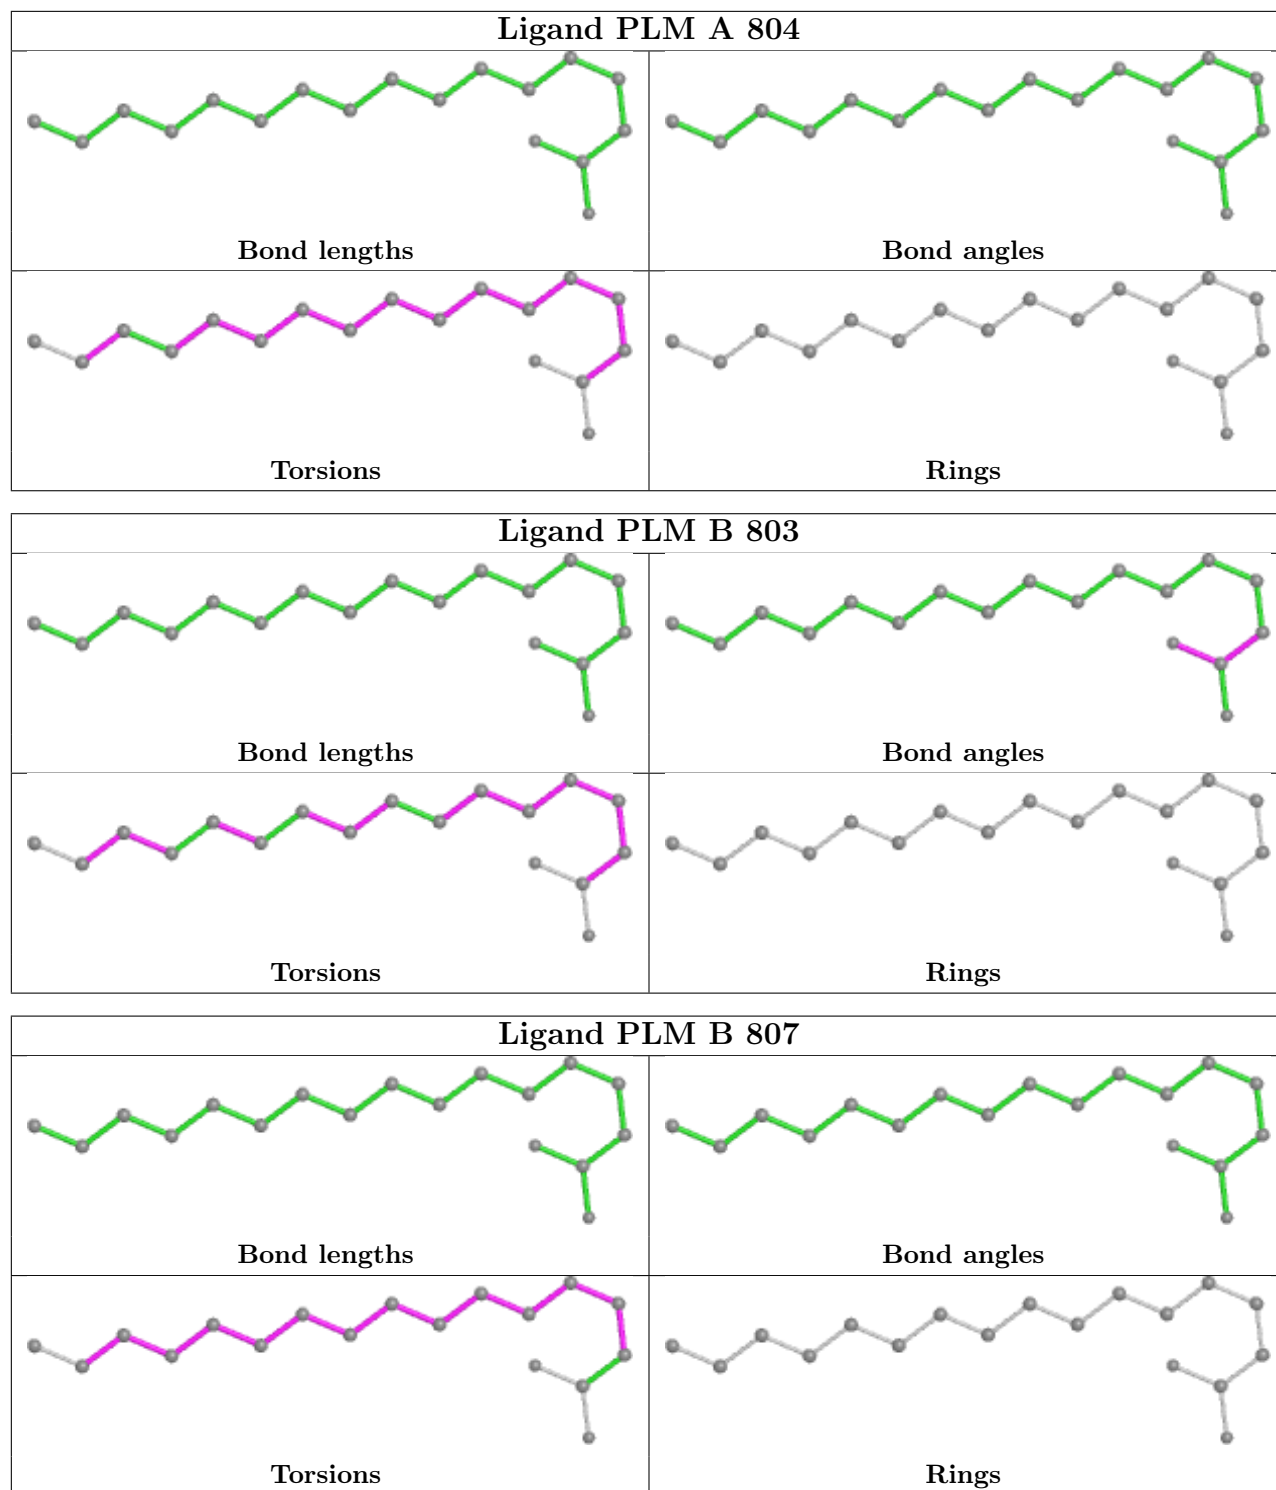 Ligand PLM A 804
Bond lengths
Bond angles
Torsions
Rings
Ligand PLM B 803
Bond lengths
Bond angles
Torsions
Rings
Ligand PLM B 807
Bond lengths
Bond angles
Torsions
Rings